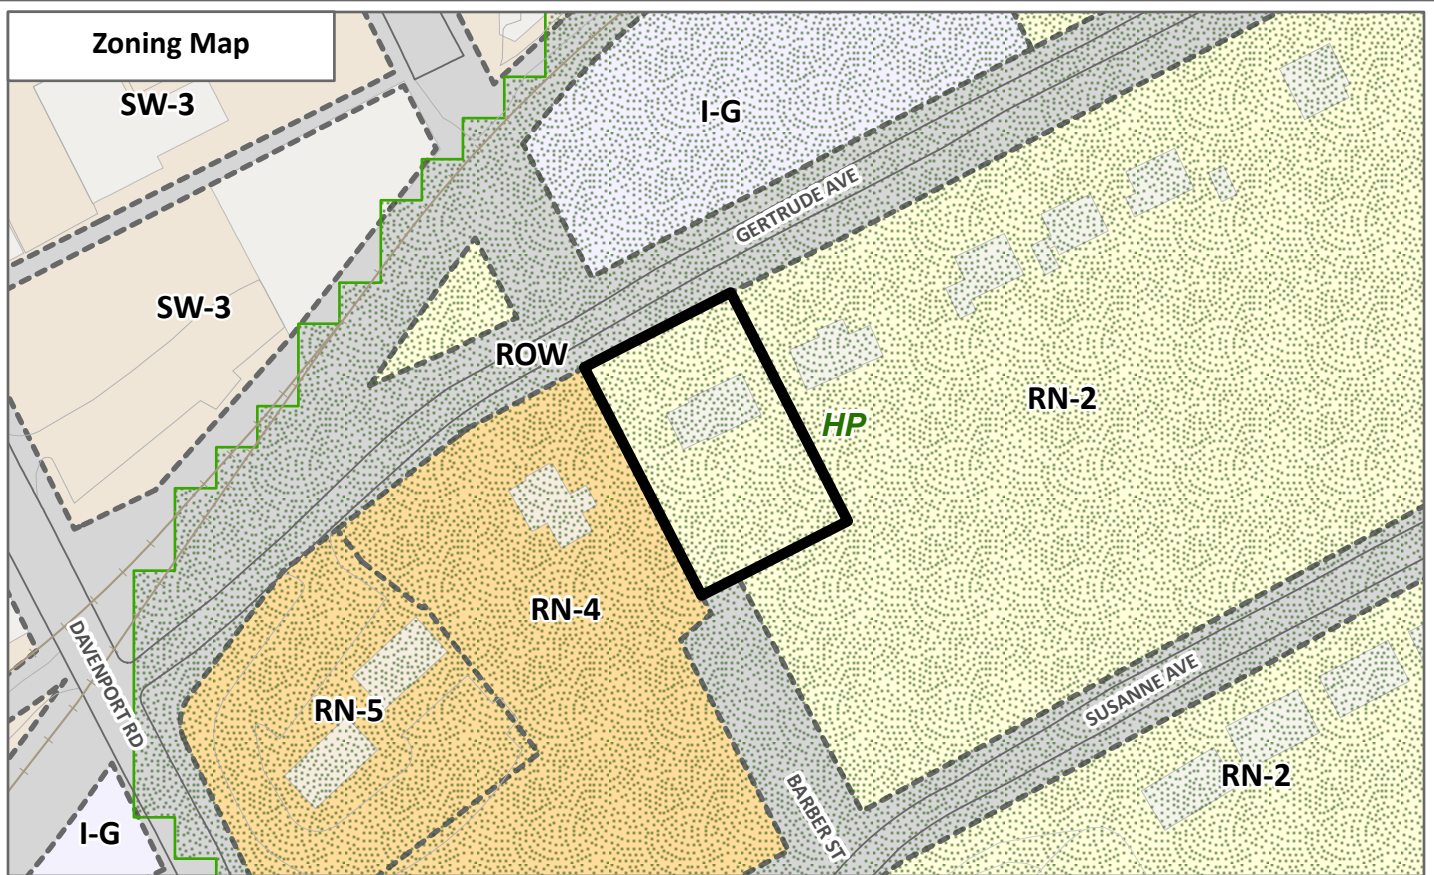 Zoning Map
SW-3
I-G
GERTRUDE AVE
SW-3
ROW
RN-2
HP
RN-4
DAVENPORT RD
RN-5
SUSANNE AVE
RN-2
BARBER ST
I-G